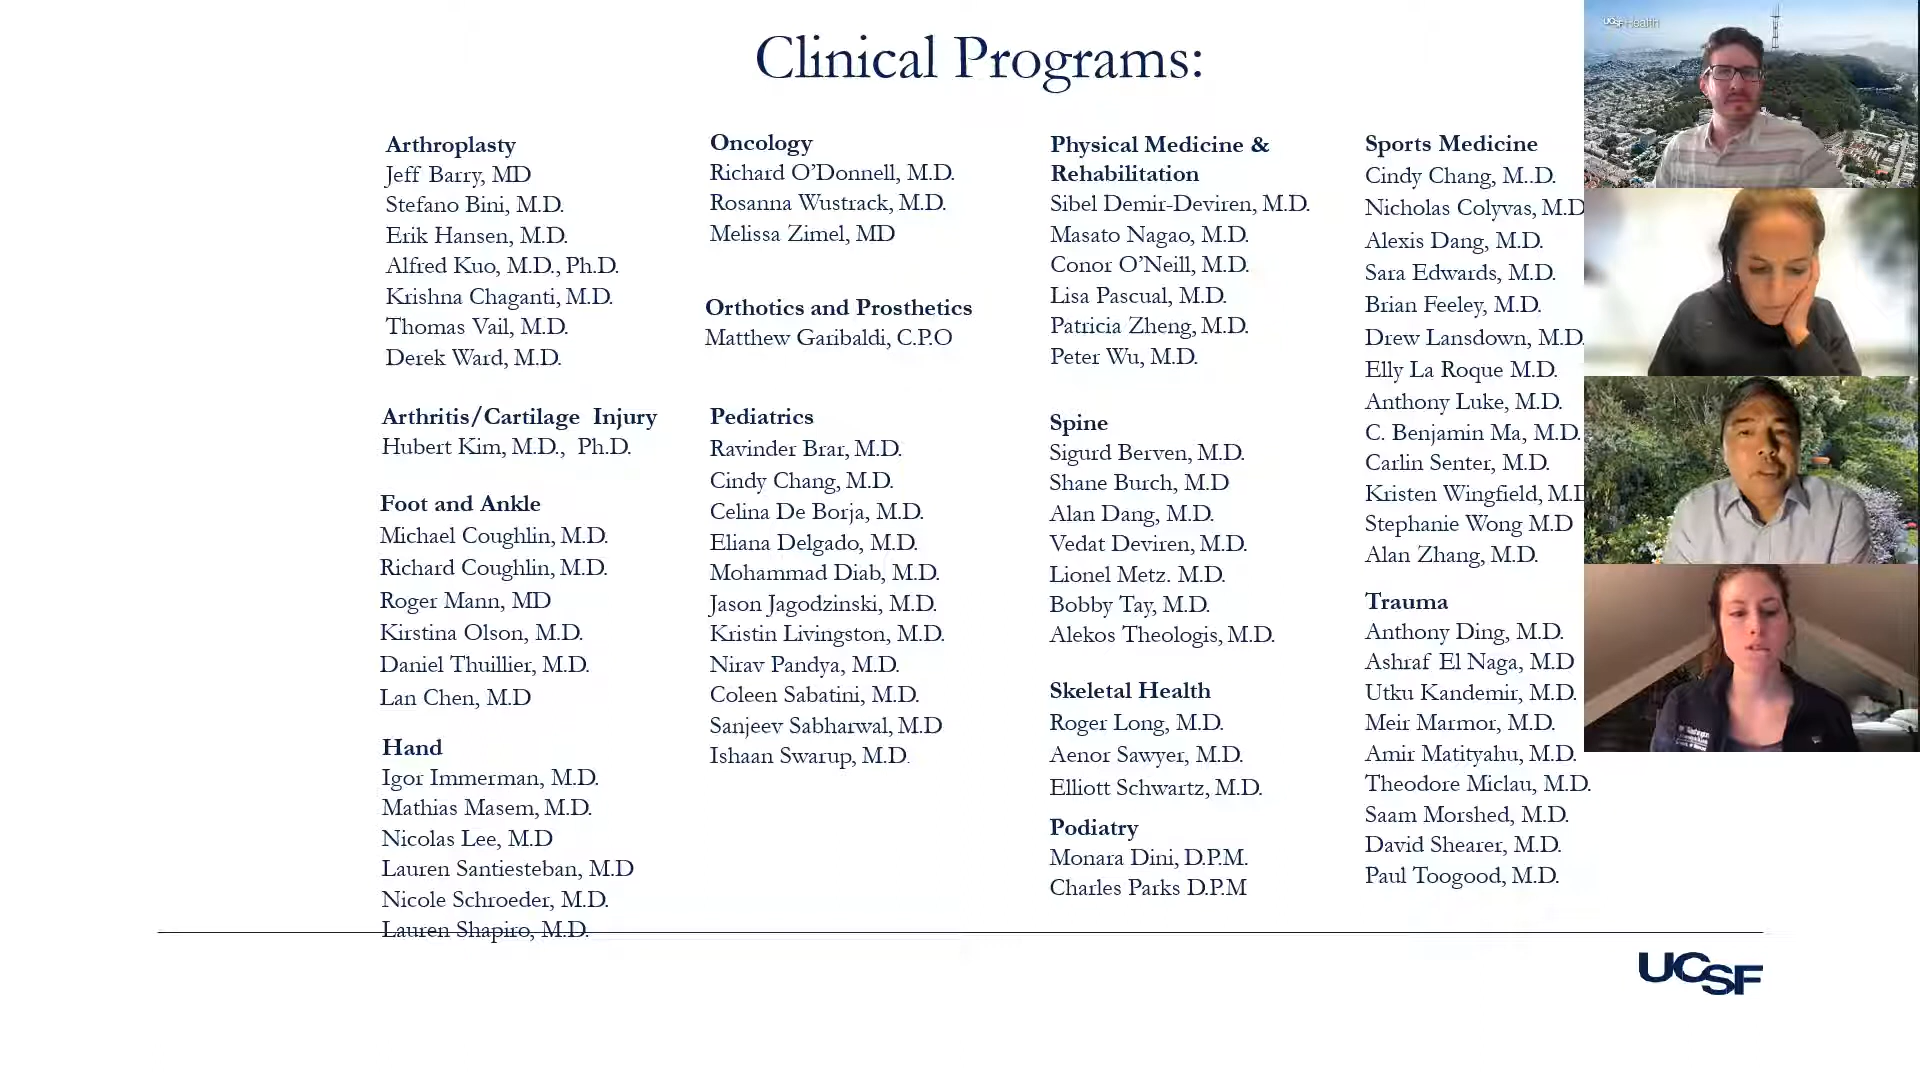 Clinical Programs:
Arthroplasty
Jeff Barry, MD
Stefano Bini, M.D.
Erik Hansen, M.D.
Alfred Kuo, M.D., Ph.D.
Krishna Chaganti, M.D.
Thomas Vail, M.D.
Derek Ward, M.D.
Arthritis/Cartilage Injury
Hubert Kim, M.D., Ph.D.
Foot and Ankle
Michael Coughlin, M.D.
Richard Coughlin, M.D.
Roger Mann, MD
Kirstina Olson, M.D.
Daniel Thuillier, M.D.
Lan Chen, M.D
Hand
Igor Immerman, M.D.
Mathias Masem, M.D.
Nicolas Lee, M.D
Lauren Santiesteban, M.D
Nicole Schroeder, M.D.
Lauren Shapiro, M.D.
Oncology
Richard O’Donnell, M.D.
Rosanna Wustrack, M.D.
Melissa Zimel, MD
Orthotics and Prosthetics
Matthew Garibaldi, C.P.O
Pediatrics
Ravinder Brar, M.D.
Cindy Chang, M.D.
Celina De Borja, M.D.
Eliana Delgado, M.D.
Mohammad Diab, M.D.
Jason Jagodzinski, M.D.
Kristin Livingston, M.D.
Nirav Pandya, M.D.
Coleen Sabatini, M.D.
Sanjeev Sabharwal, M.D
Ishaan Swarup, M.D.
Physical Medicine &
Rehabilitation
Sibel Demir-Deviren, M.D.
Masato Nagao, M.D.
Conor O’Neill, M.D.
Lisa Pascual, M.D.
Patricia Zheng, M.D.
Peter Wu, M.D.
Spine
Sigurd Berven, M.D.
Shane Burch, M.D
Alan Dang, M.D.
Vedat Deviren, M.D.
Lionel Metz. M.D.
Bobby Tay, M.D.
Alekos Theologis, M.D.
Skeletal Health
Roger Long, M.D.
Aenor Sawyer, M.D.
Elliott Schwartz, M.D.
Podiatry
Monara Dini, D.P.M.
Charles Parks D.P.M
Sports Medicine
Cindy Chang, M..D.
Nicholas Colyvas, M.D
Alexis Dang, M.D.
Sara Edwards, M.D.
Brian Feeley, M.D.
Drew Lansdown, M.D.
Elly La Roque M.D.
Anthony Luke, M.D.
C. Benjamin Ma, M.D.
Carlin Senter, M.D.
Kristen Wingfield, M.D
Stephanie Wong M.D
Alan Zhang, M.D.
Trauma
Anthony Ding, M.D.
Ashraf El Naga, M.D
Utku Kandemir, M.D.
Meir Marmor, M.D.
Amir Matityahu, M.D.
Theodore Miclau, M.D.
Saam Morshed, M.D.
David Shearer, M.D.
Paul Toogood, M.D.
UCSF Health
Washington
UCSF